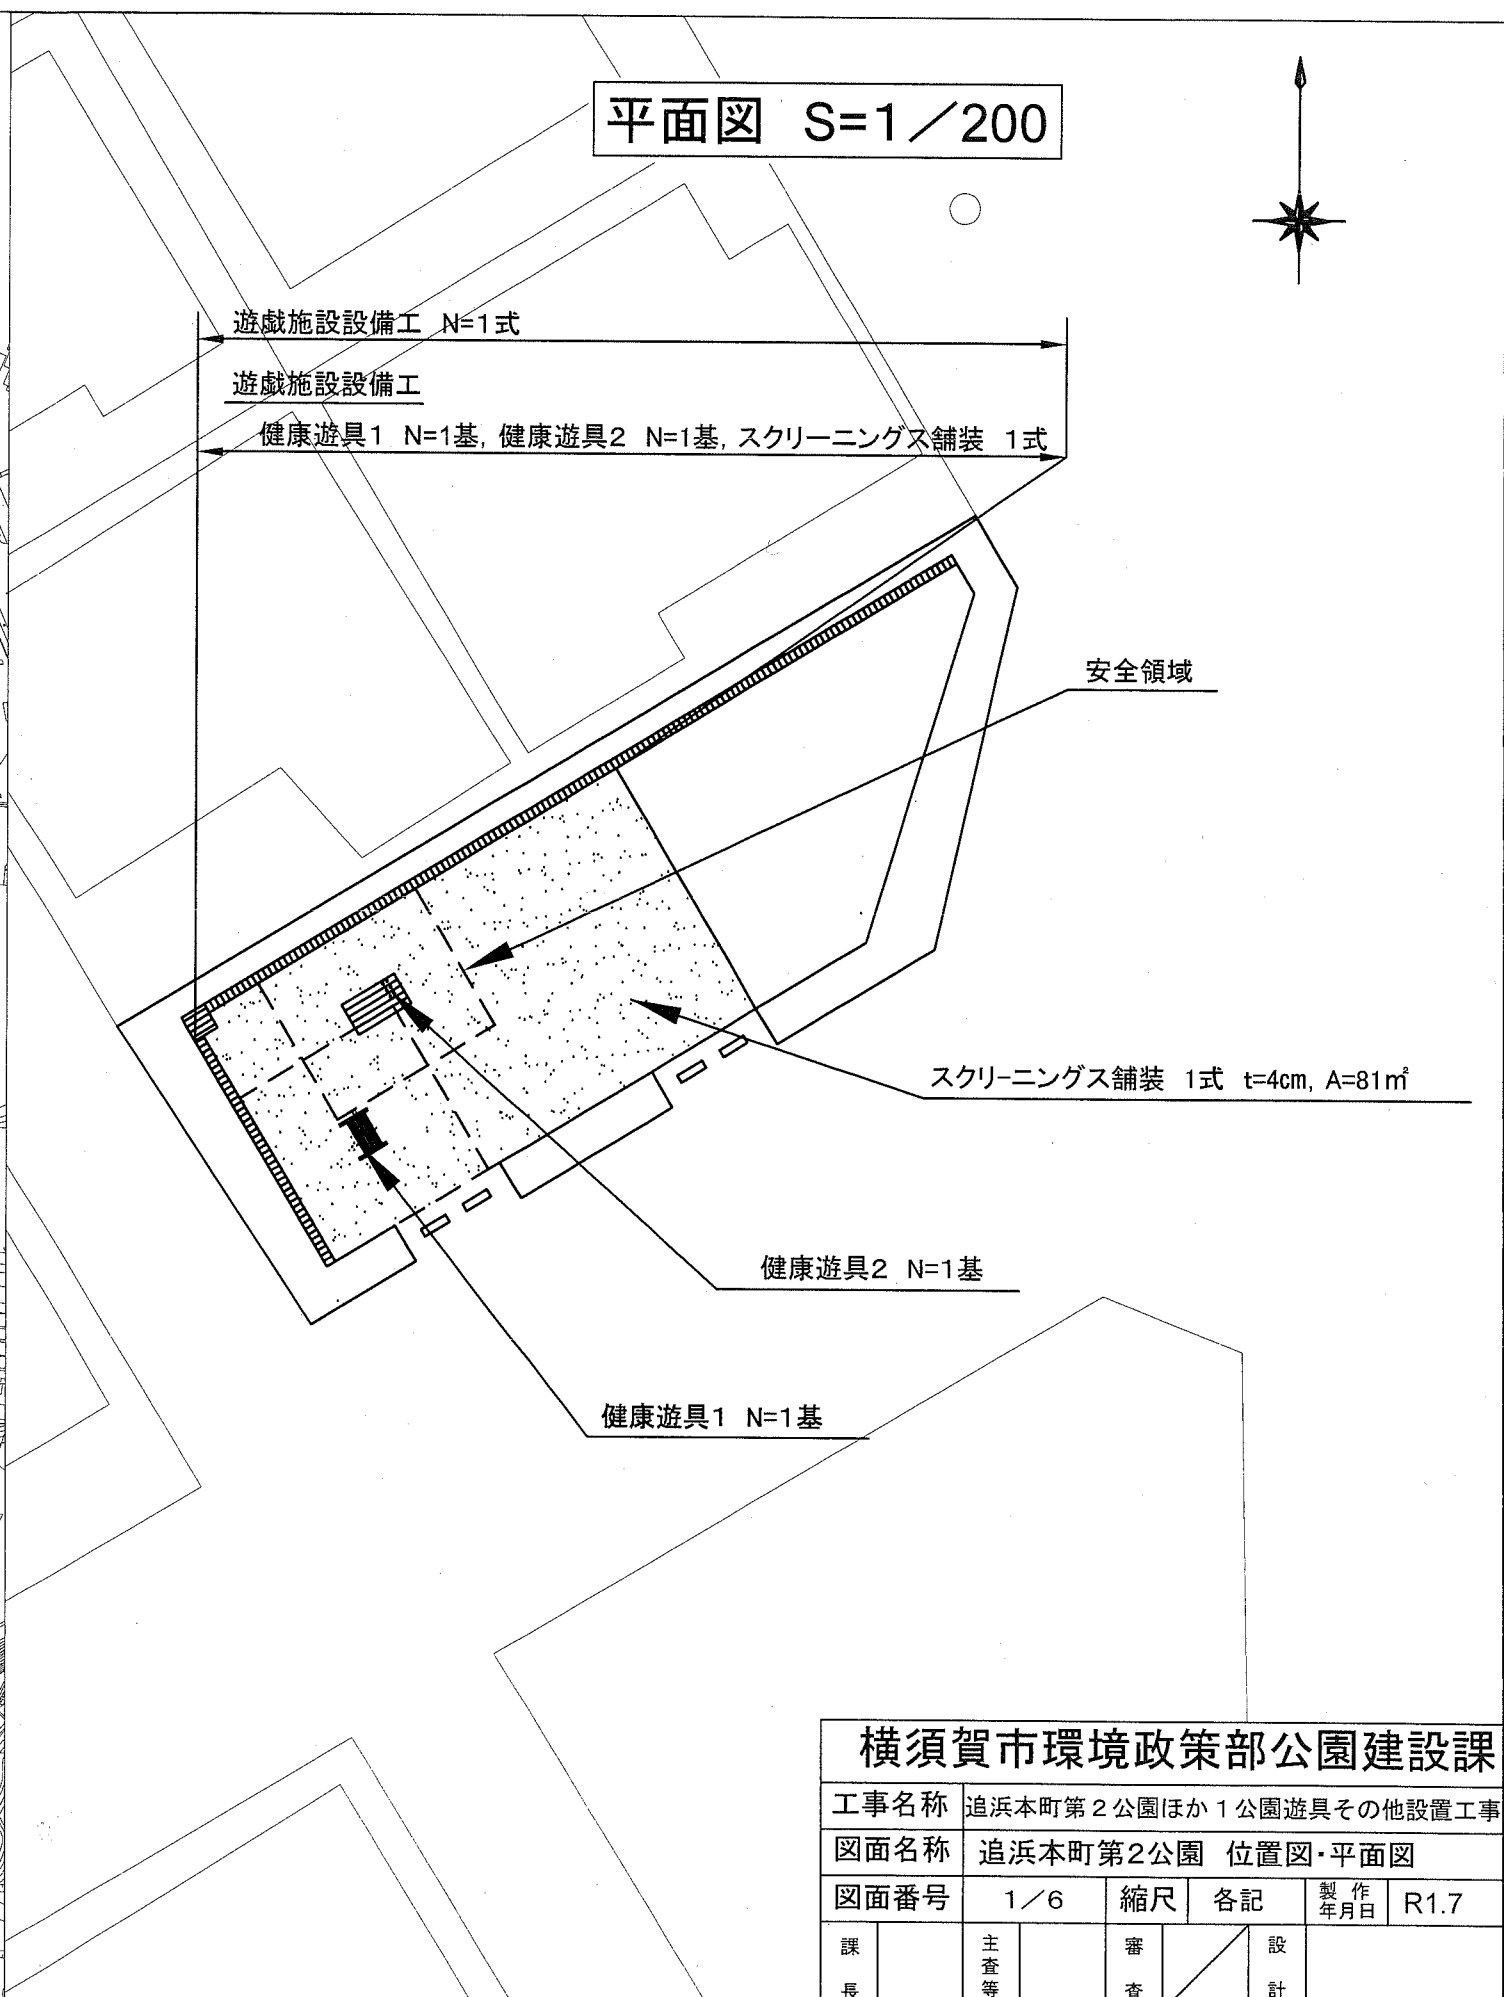 平面図 S=1／200
遊戯施設設備工 N=1式
遊戯施設設備工
健康遊具1 N=1基, 健康遊具2 N=1基, スクリーニングス舗装 1式
安全領域
スクリーニングス舗装 1式 t=4cm, A=81㎡
健康遊具2 N=1基
健康遊具1 N=1基
横須賀市環境政策部公園建設課
工事名称 追浜本町第２公園ほか１公園遊具その他設置工事
図面名称 追浜本町第2公園 位置図・平面図
図面番号 1／6 縮尺 各記 製作年月日 R1.7
課長 主査等 審査 設計